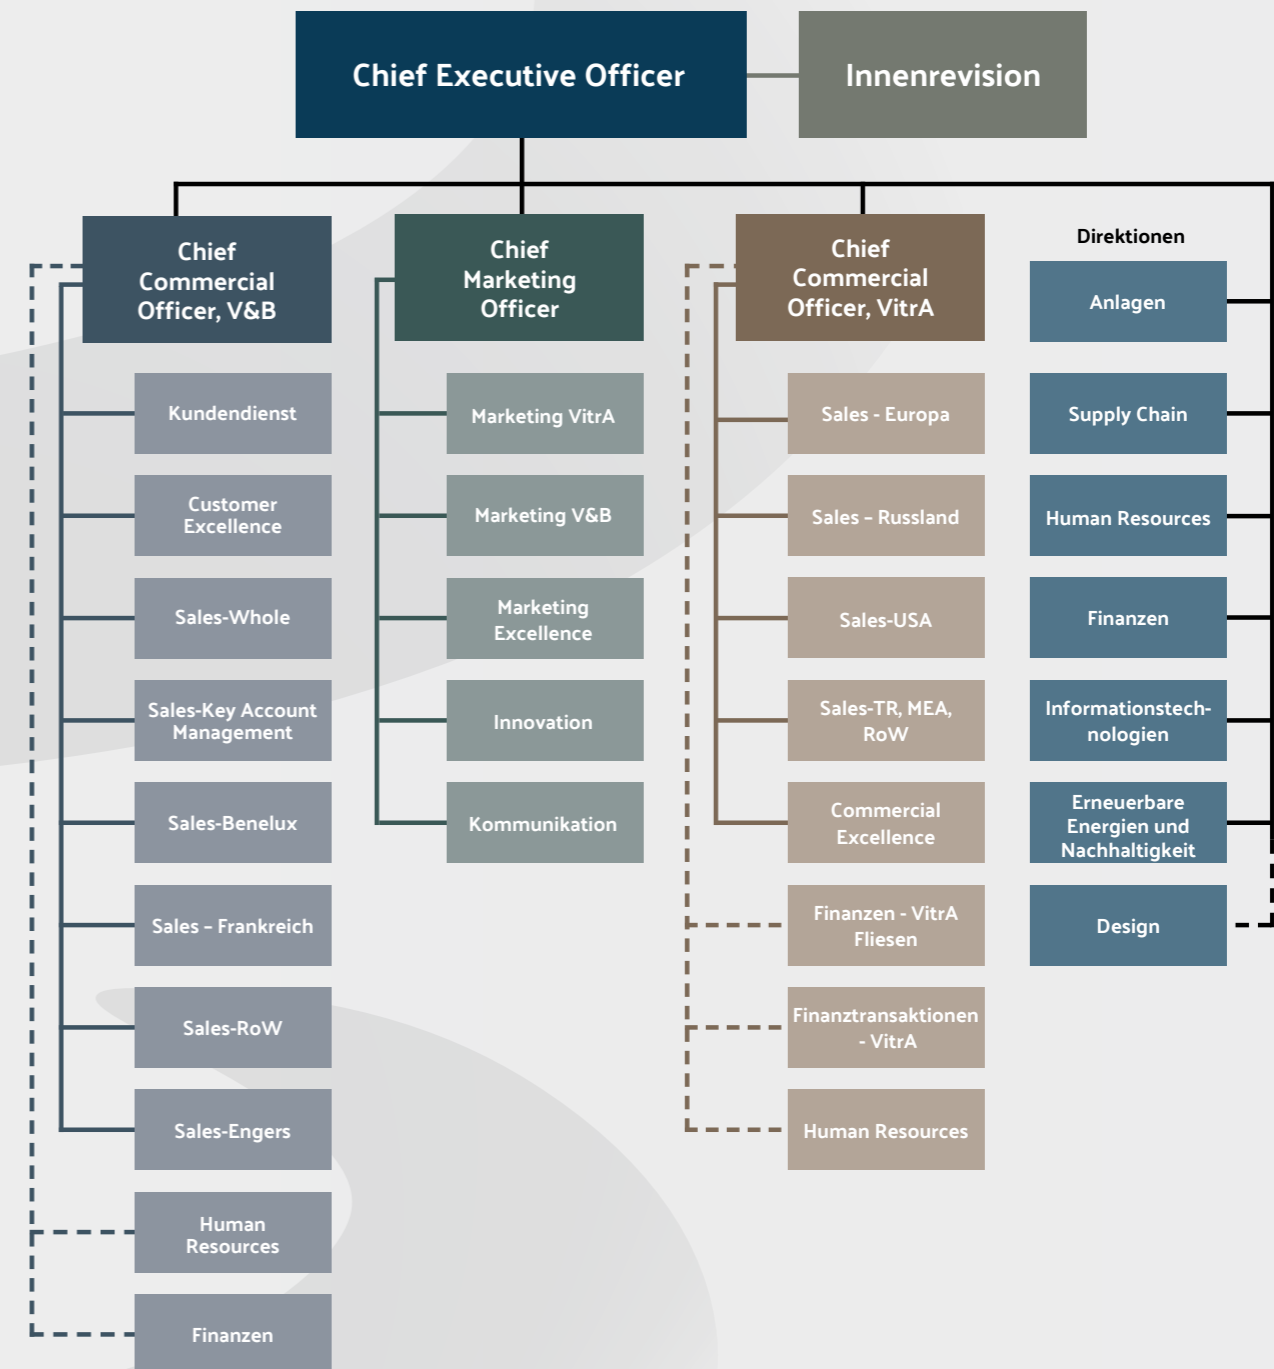 Chief Executive Officer
Innenrevision
Chief
Commercial
Officer, V&B
Kundendienst
Customer
Excellence
Sales-Whole
Sales-Key Account
Management
Sales-Benelux
Sales – Frankreich
Sales-RoW
Sales-Engers
Human
Resources
Finanzen
Chief
Marketing
Officer
Marketing VitrA
Marketing V&B
Marketing
Excellence
Innovation
Kommunikation
Chief
Commercial
Officer, VitrA
Sales - Europa
Sales – Russland
Sales-USA
Sales-TR, MEA,
RoW
Commercial
Excellence
Finanzen - VitrA
Fliesen
Finanztransaktionen
- VitrA
Human Resources
Direktionen
Anlagen
Supply Chain
Human Resources
Finanzen
Informationstech-
nologien
Erneuerbare
Energien und
Nachhaltigkeit
Design